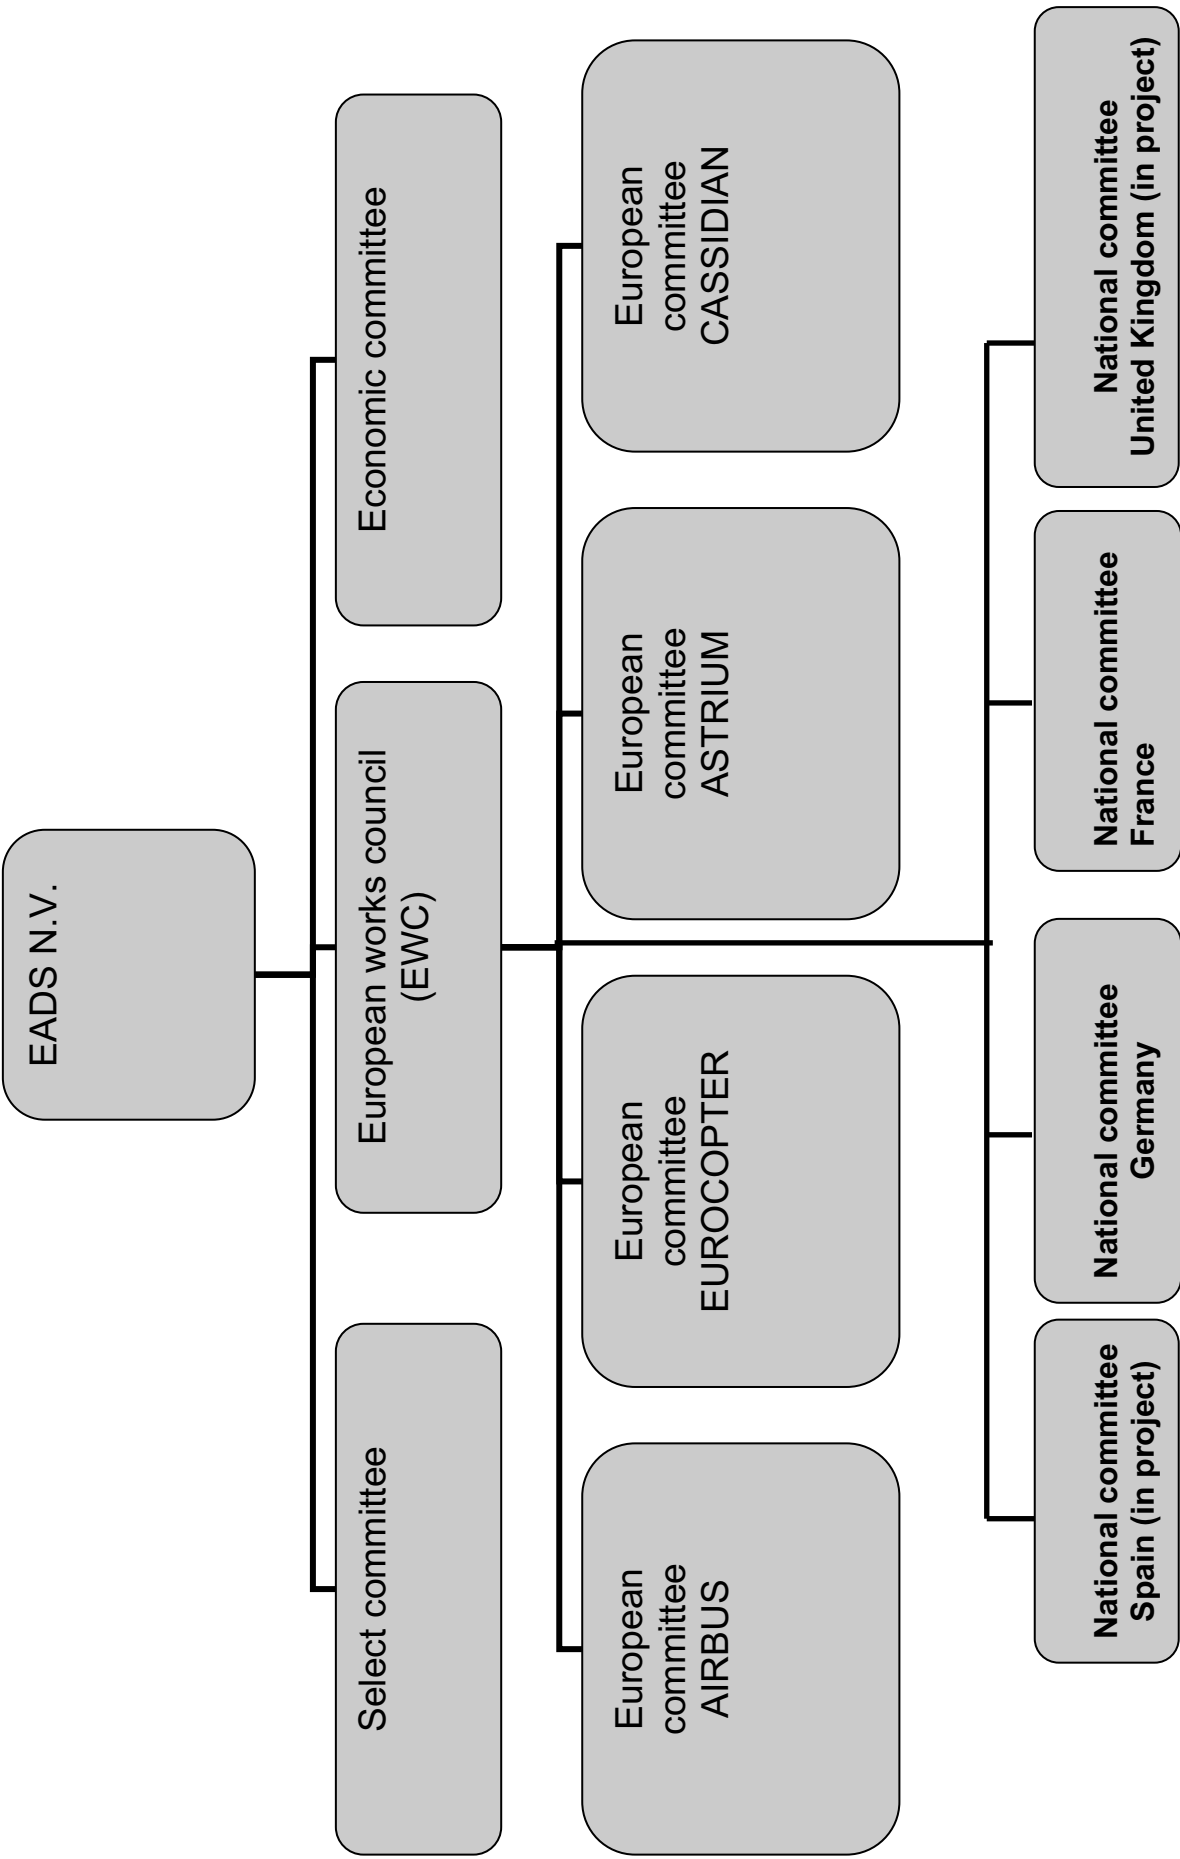 EADS N.V.
Select committee
European works council
(EWC)
Economic committee
European
committee
AIRBUS
European
committee
EUROCOPTER
European
committee
ASTRIUM
European
committee
CASSIDIAN
National committee
Spain (in project)
National committee
Germany
National committee
France
National committee
United Kingdom (in project)